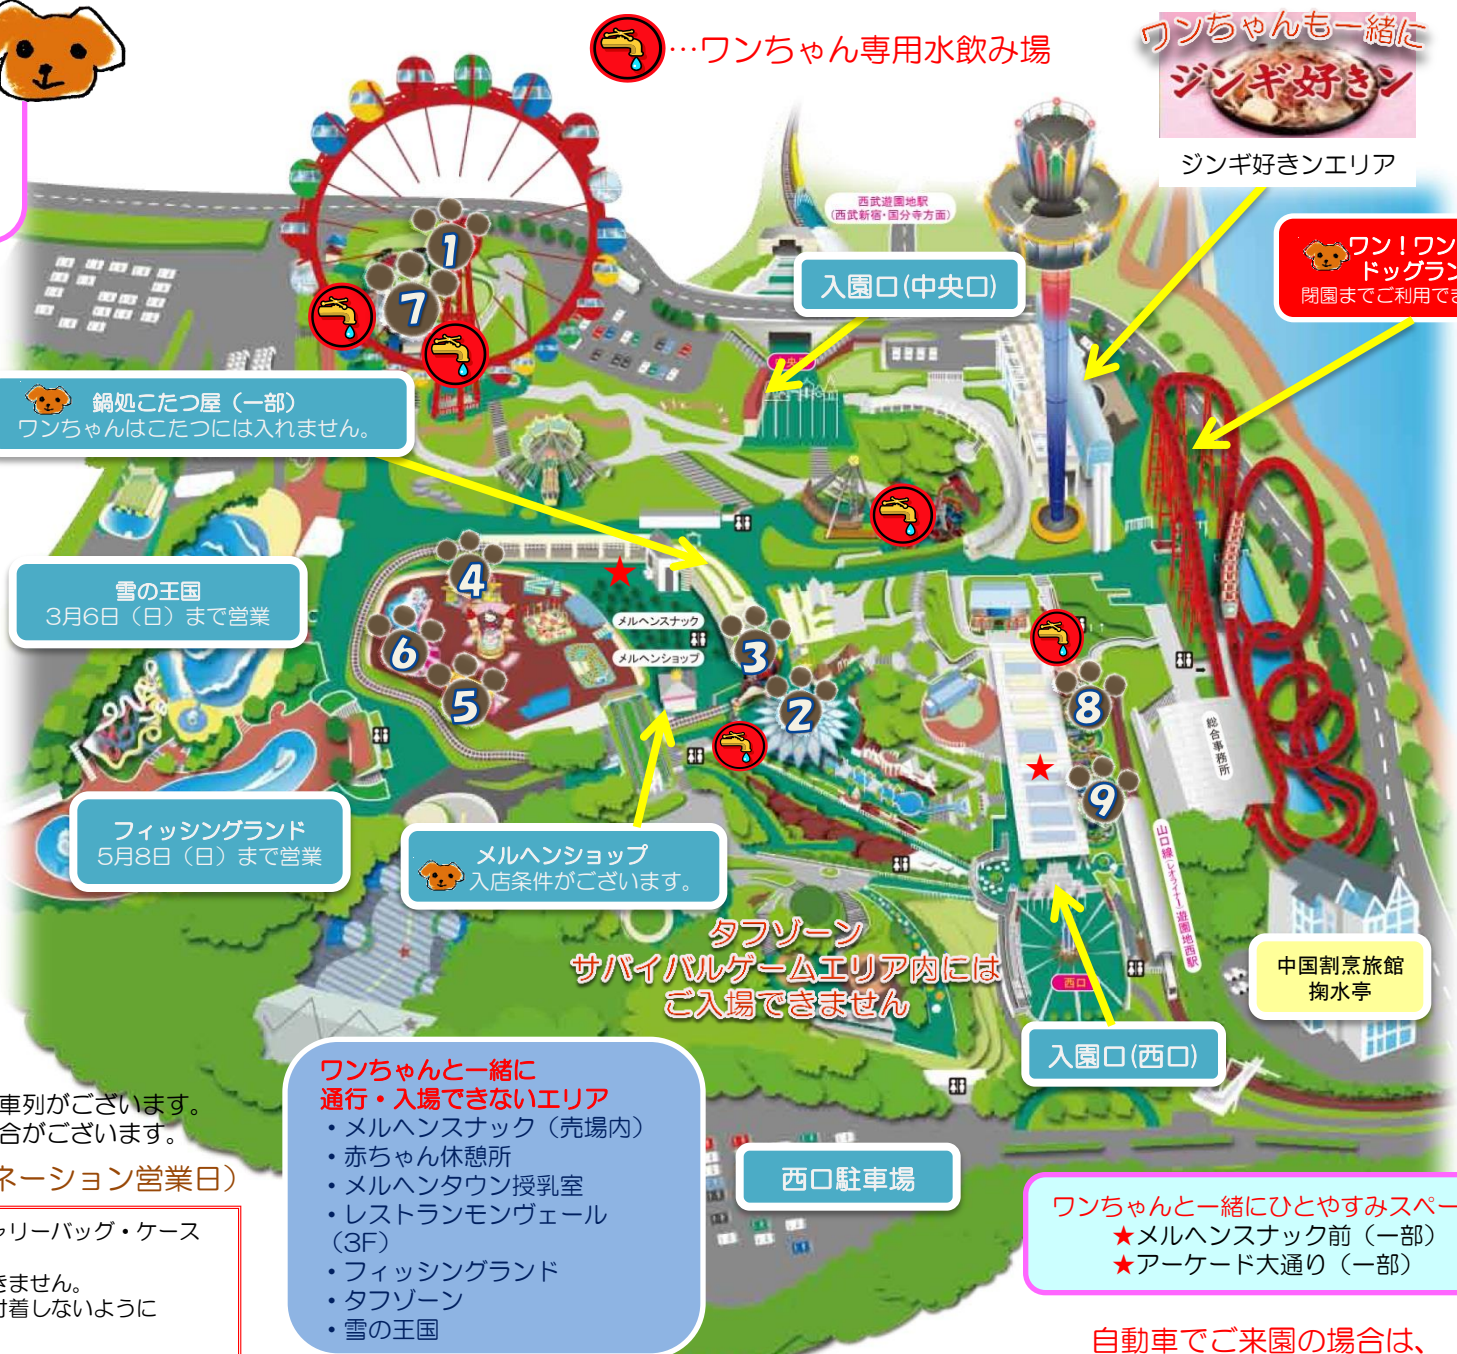 …ワンちゃん専用水飲み場
ワンちゃんも一緒に
ジンギ好きン
ジンギ好きンエリア
西武遊園地駅
(西武新宿・国分寺方面)
入園口(中央口)
ワン！ワン
ドッグラン
閉園までご利用でき
1
7
鍋処こたつ屋（一部）
ワンちゃんはこたつには入れません。
雪の王国
3月6日（日）まで営業
4
6
5
メルヘンスナック
メルヘンショップ
3
2
8
9
総合事務所
山口線(レオライナー)遊園地西駅
フィッシングランド
5月8日（日）まで営業
メルヘンショップ
入店条件がございます。
タフゾーン
サバイバルゲームエリア内には
ご入場できません
西口
中国割烹旅館
掬水亭
入園口(西口)
車列がございます。
合がございます。
ネーション営業日）
ャリーバッグ・ケース
きません。
付着しないように
ワンちゃんと一緒に
通行・入場できないエリア
・メルヘンスナック（売場内）
・赤ちゃん休憩所
・メルヘンタウン授乳室
・レストランモンヴェール
（3F）
・フィッシングランド
・タフゾーン
・雪の王国
西口駐車場
ワンちゃんと一緒にひとやすみスペー
★メルヘンスナック前（一部）
★アーケード大通り（一部）
自動車でご来園の場合は、